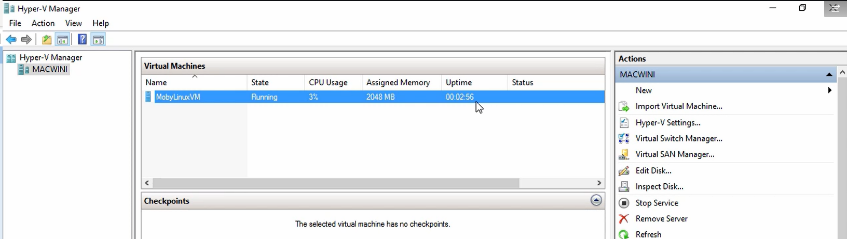 Hyper-V Manager
File Action View Help
Hyper-V Manager
MACWINI
Virtual Machines
Name State CPU Usage Assigned Memory Uptime Status
MobyLinuxVM Running 3% 2048 MB 00:02:56
Checkpoints
The selected virtual machine has no checkpoints.
Actions
MACWINI
New
Import Virtual Machine...
Hyper-V Settings...
Virtual Switch Manager...
Virtual SAN Manager...
Edit Disk...
Inspect Disk...
Stop Service
Remove Server
Refresh